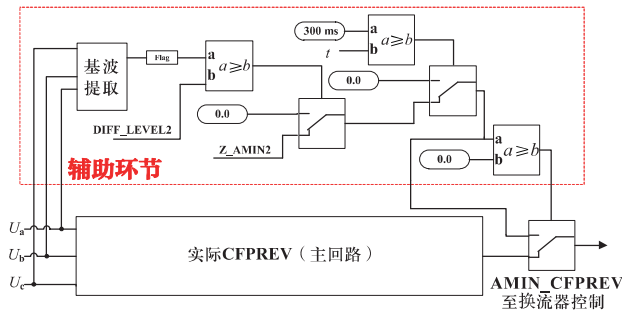 300 ms
a
a≥b
t
b
基波
提取
Flag
a
a≥b
b
0.0
0.0
DIFF_LEVEL2
Z_AMIN2
a
a≥b
0.0
b
辅助环节
Ua
Ub
Uc
实际CFPREV（主回路）
AMIN_CFPREV
至换流器控制